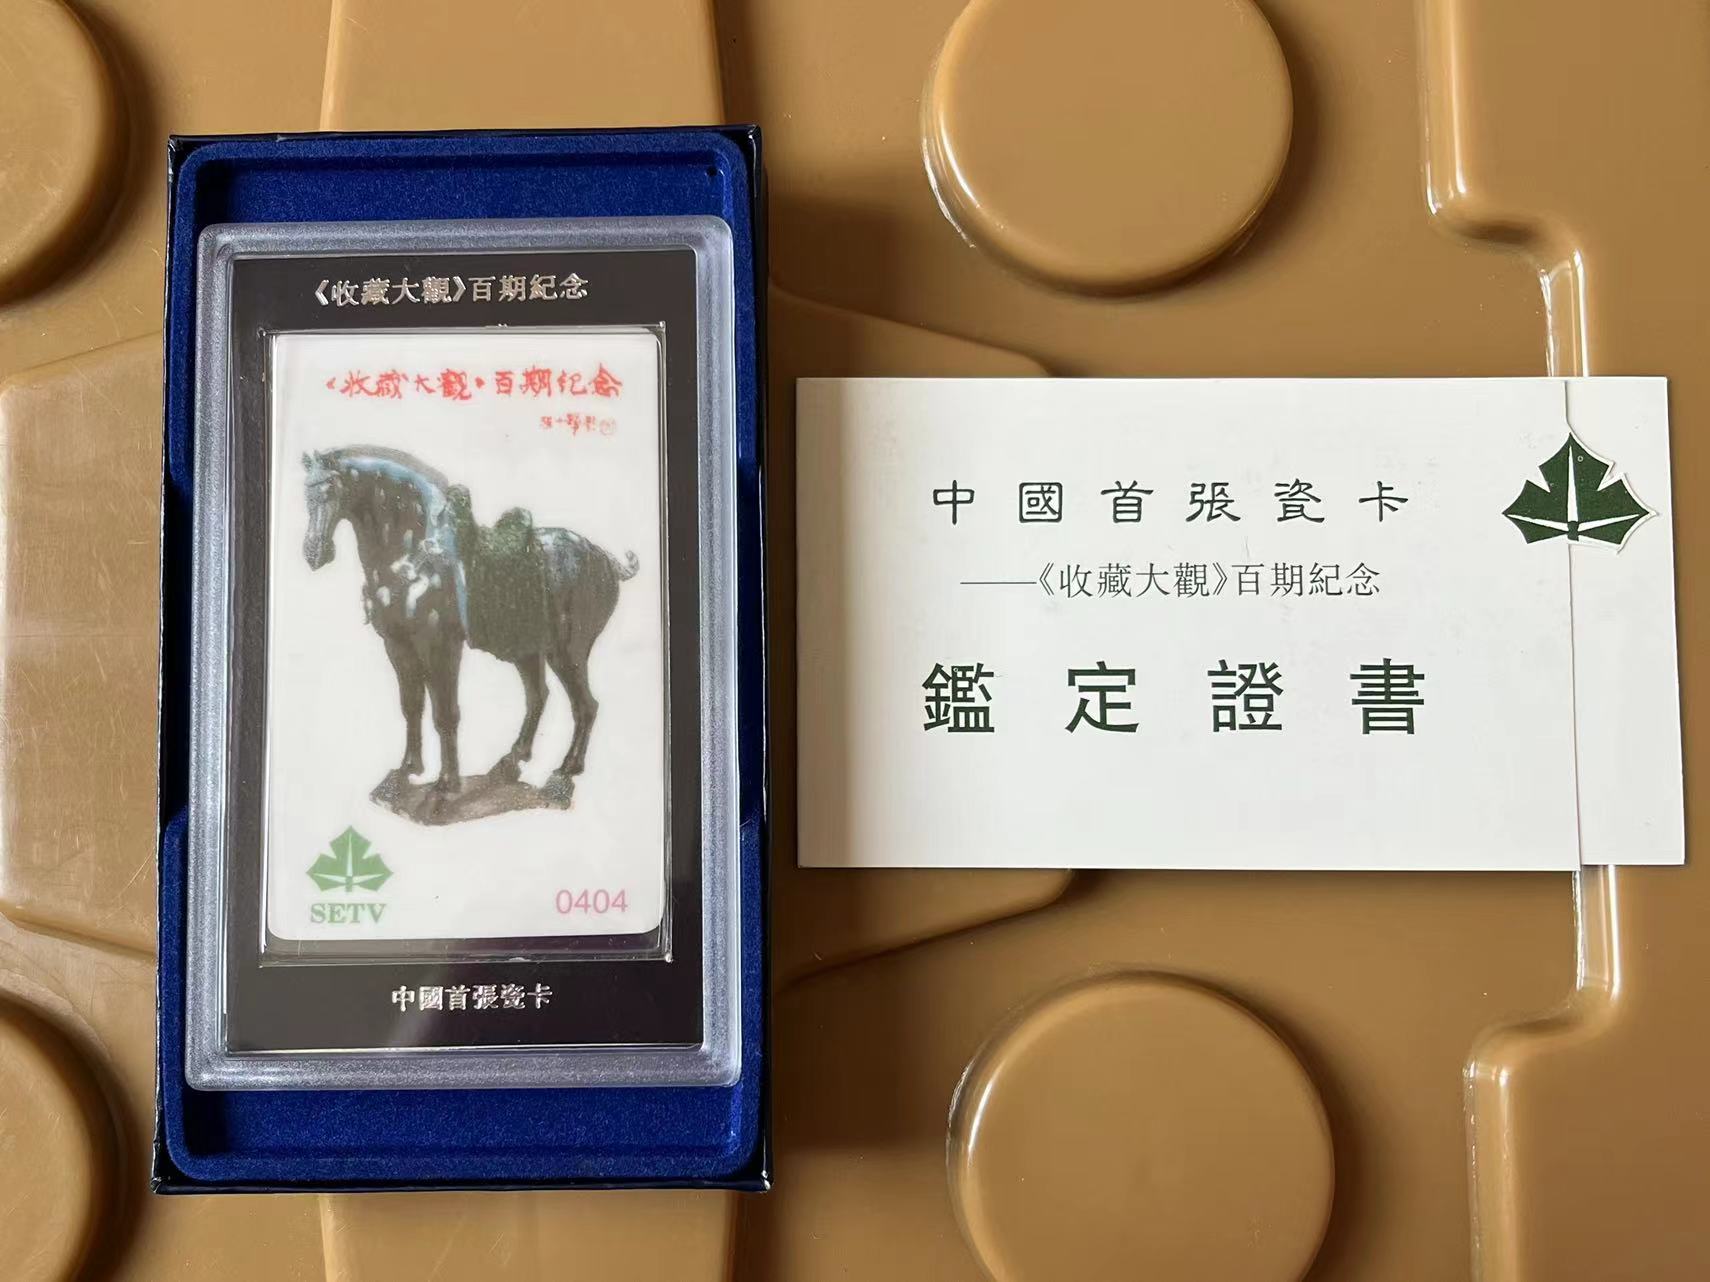 《收藏大觀》百期紀念
《收藏大觀》百期纪念
SETV
0404
中國首張瓷卡
中國首張瓷卡
——《收藏大觀》百期紀念
鑑定證書